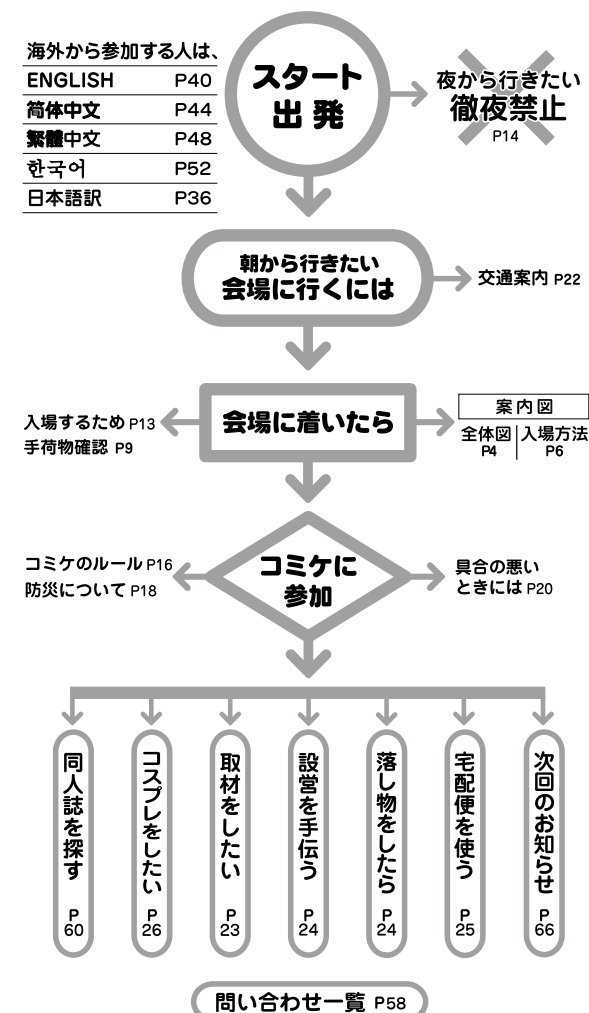 海外から参加する人は、
ENGLISH P40
简体中文 P44
繁體中文 P48
한국어 P52
日本語訳 P36
スタート
出発
夜から行きたい
徹夜禁止
P14
朝から行きたい
会場に行くには
交通案内 P22
会場に着いたら
入場するため P13
手荷物確認 P9
案内図
全体図 入場方法
P4 P6
コミケに
参加
コミケのルール P16
防災について P18
具合の悪い
ときには P20
同人誌を探す
P
60
コスプレをしたい
P
26
取材をしたい
P
23
設営を手伝う
P
24
落し物をしたら
P
24
宅配便を使う
P
25
次回のお知らせ
P
66
問い合わせ一覧 P58